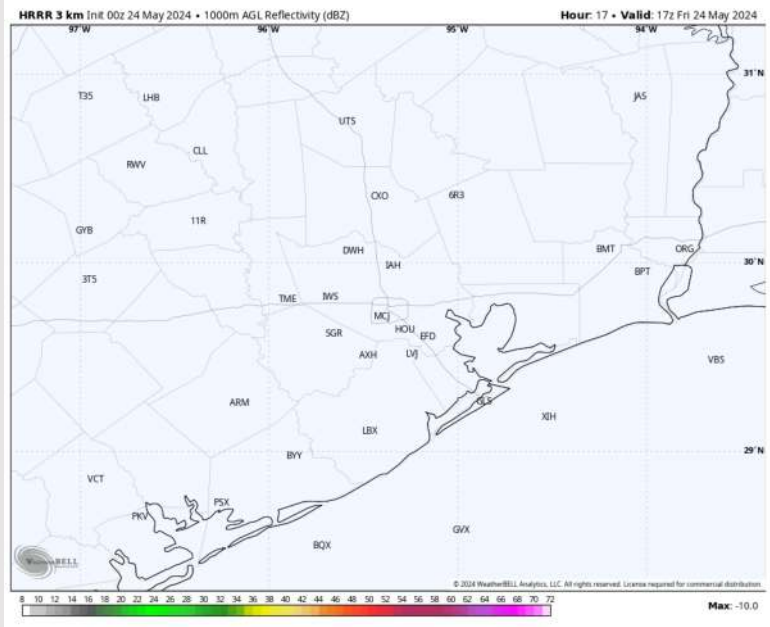 HRRR 3 km Init 00z 24 May 2024 • 1000m AGL Reflectivity (dBZ) Hour: 17 • Valid: 17z Fri 24 May 2024
97°W 96°W 95°W 94°W
31°N
T35 LHB JAS
UTS
CLL
RWV
CXO 6R3
11R
GYB
DWH BMT ORG
30°N
IAH
BPT
3T5
TME IWS
MCJ
SGR HOU EFD
AXH LVJ
VBS
ARM GLS
XIH
LBX
29°N
BYY
VCT
PSX
PKV
GVX
BQX
WEATHERBELL
© 2024 WeatherBELL Analytics, LLC. All rights reserved. License required for commercial distribution.
8 10 12 14 16 18 20 22 24 26 28 30 32 34 36 38 40 42 44 46 48 50 52 54 56 58 60 62 64 66 68 70 72
Max: -10.0